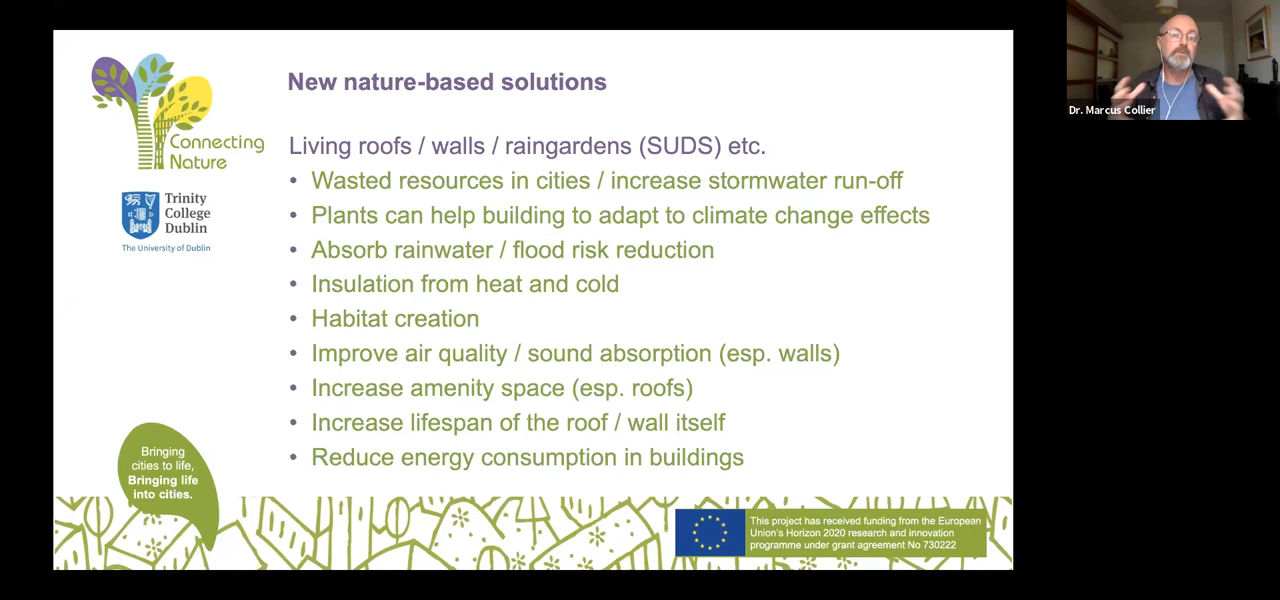 New nature-based solutions
Connecting
Nature
Living roofs / walls / raingardens (SUDS) etc.
• Wasted resources in cities / increase stormwater run-off
• Plants can help building to adapt to climate change effects
• Absorb rainwater / flood risk reduction
• Insulation from heat and cold
• Habitat creation
• Improve air quality / sound absorption (esp. walls)
• Increase amenity space (esp. roofs)
• Increase lifespan of the roof / wall itself
• Reduce energy consumption in buildings
Trinity
College
Dublin
The University of Dublin
Bringing
cities to life,
Bringing life
into cities.
This project has received funding from the European
Union's Horizon 2020 research and innovation
programme under grant agreement No 730222
Dr. Marcus Collier